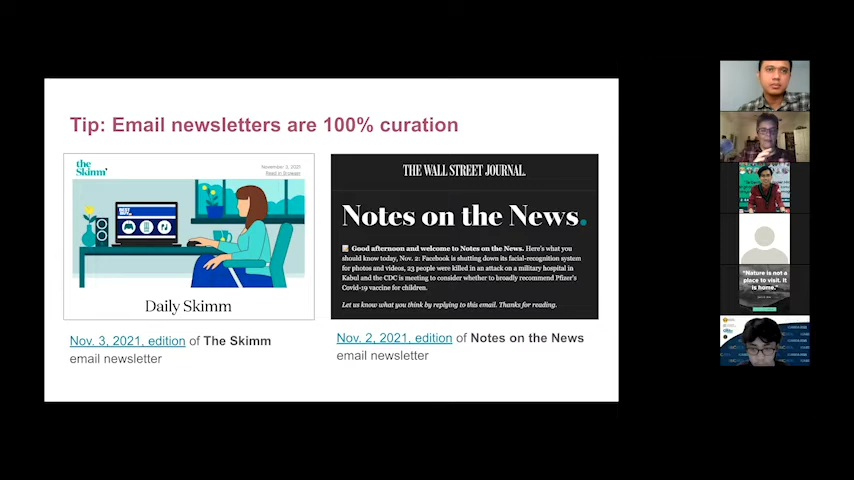 Tip: Email newsletters are 100% curation
the
Skimm'
November 3, 2021
Read in Browser
Daily Skimm
Nov. 3, 2021, edition of The Skimm
email newsletter
THE WALL STREET JOURNAL.
Notes on the News.
Good afternoon and welcome to Notes on the News. Here's what you
should know today, Nov. 2: Facebook is shutting down its facial-recognition system
for photos and videos, 23 people were killed in an attack on a military hospital in
Kabul and the CDC is meeting to consider whether to broadly recommend Pfizer's
Covid-19 vaccine for children.
Let us know what you think by replying to this email. Thanks for reading.
Nov. 2, 2021, edition of Notes on the News
email newsletter
"Nature is not a
place to visit. It
is home."